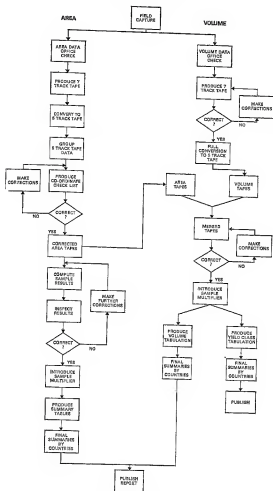 AREA
FIELD
CAPTURE
VOLUME
AREA DATA
OFFICE
CHECK
PRODUCE 7
TRACK TAPE
CONVERT TO
9 TRACK TAPE
GROUP
9 TRACK TAPE
DATA
PRODUCE
CO-ORDINATE
CHECK LIST
MAKE
CORRECTIONS
CORRECT
?
NO
YES
CORRECTED
AREA TAPES
COMPUTE
SAMPLE
RESULTS
INSPECT
RESULTS
MAKE
FURTHER
CORRECTIONS
CORRECT
?
NO
YES
INTRODUCE
SAMPLE
MULTIPLIER
PRODUCE
SUMMARY
TABLES
FINAL
SUMMARIES
BY
COUNTRIES
VOLUME DATA
OFFICE
CHECK
PRODUCE 7
TRACK TAPE
MAKE
CORRECTIONS
CORRECT
?
NO
YES
FULL
CONVERSION
TO 9 TRACK
TAPE
AREA
TAPES
VOLUME
TAPES
MERGED
TAPES
MAKE
CORRECTIONS
CORRECT
?
NO
YES
INTRODUCE
SAMPLE
MULTIPLIER
PRODUCE
VOLUME
TABULATION
PRODUCE
YIELD CLASS
TABULATION
FINAL
SUMMARIES
BY
COUNTRIES
FINAL
SUMMARIES
BY
COUNTRIES
PUBLISH
PUBLISH
REPORT